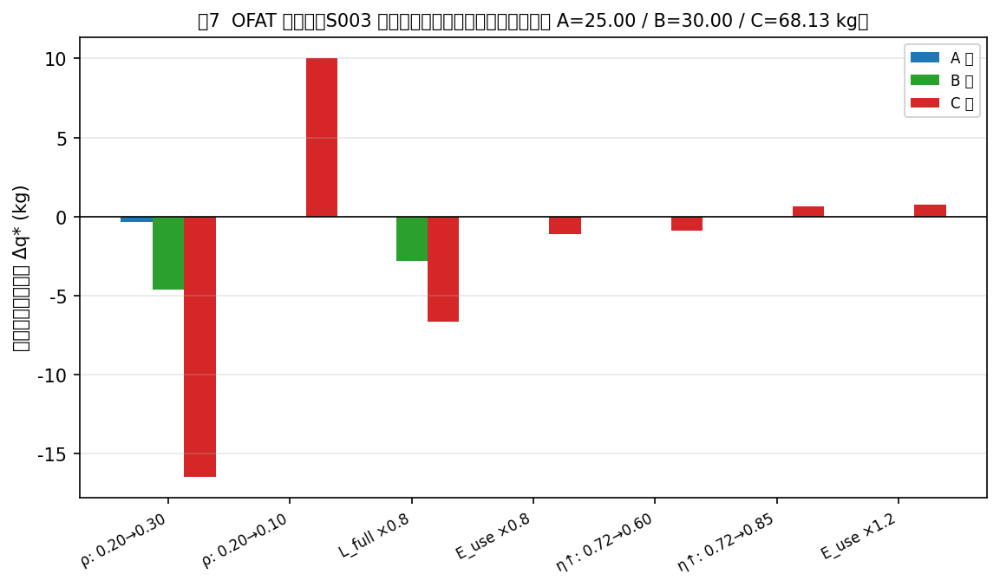 7 OFAT
S003
A=25.00 / B=30.00 / C=68.13 kg
A
B
C
10
5
0
-5
-10
-15
Δq* (kg)
ρ: 0.20→0.30
ρ: 0.20→0.10
L_full ×0.8
E_use ×0.8
η↑: 0.72→0.60
η↑: 0.72→0.85
E_use ×1.2